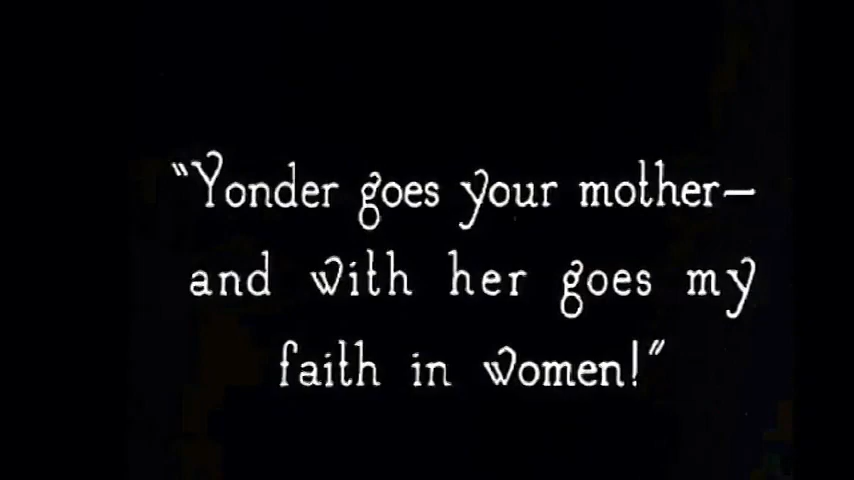 "Yonder goes your mother—
and with her goes my
faith in women!"